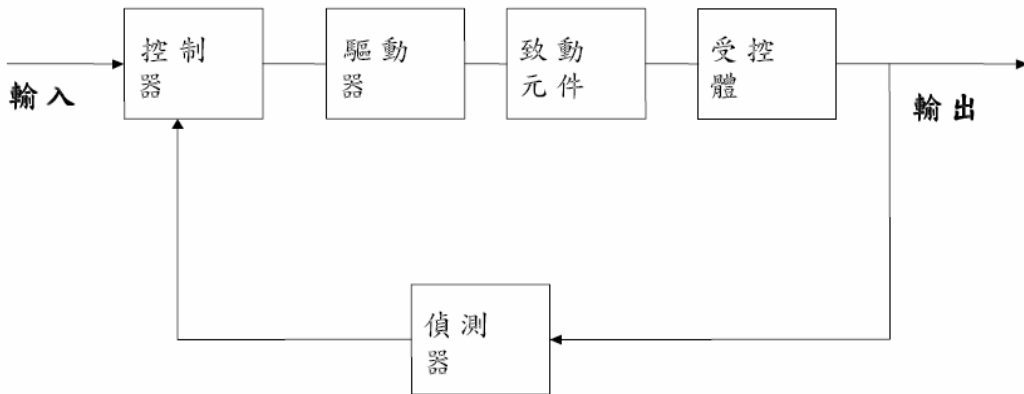 輸入
控制
器
驅動
器
致動
元件
受控
體
輸出
偵測
器